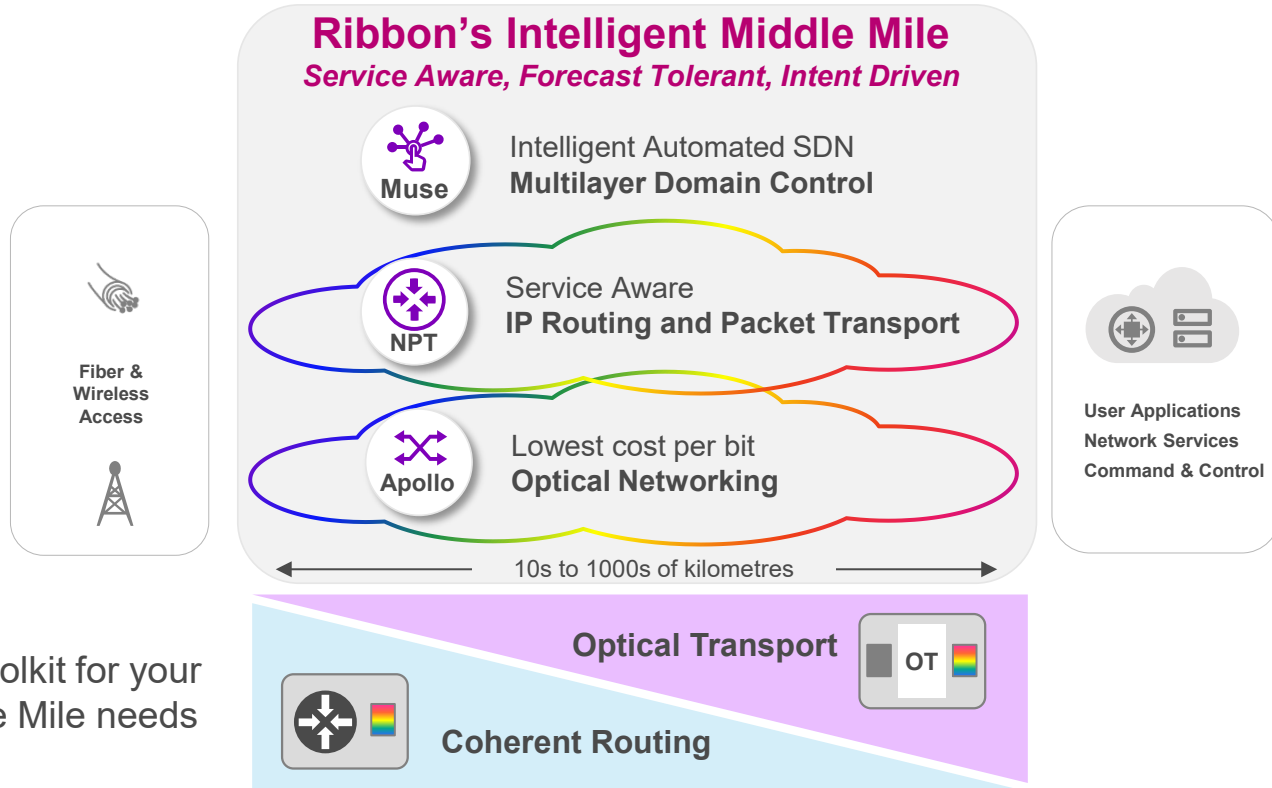 Ribbon’s Intelligent Middle Mile
Service Aware, Forecast Tolerant, Intent Driven
Muse
Intelligent Automated SDN
Multilayer Domain Control
NPT
Service Aware
IP Routing and Packet Transport
Fiber &
Wireless
Access
Apollo
Lowest cost per bit
Optical Networking
User Applications
Network Services
Command & Control
10s to 1000s of kilometres
Optical Transport
OT
olkit for your
e Mile needs
Coherent Routing